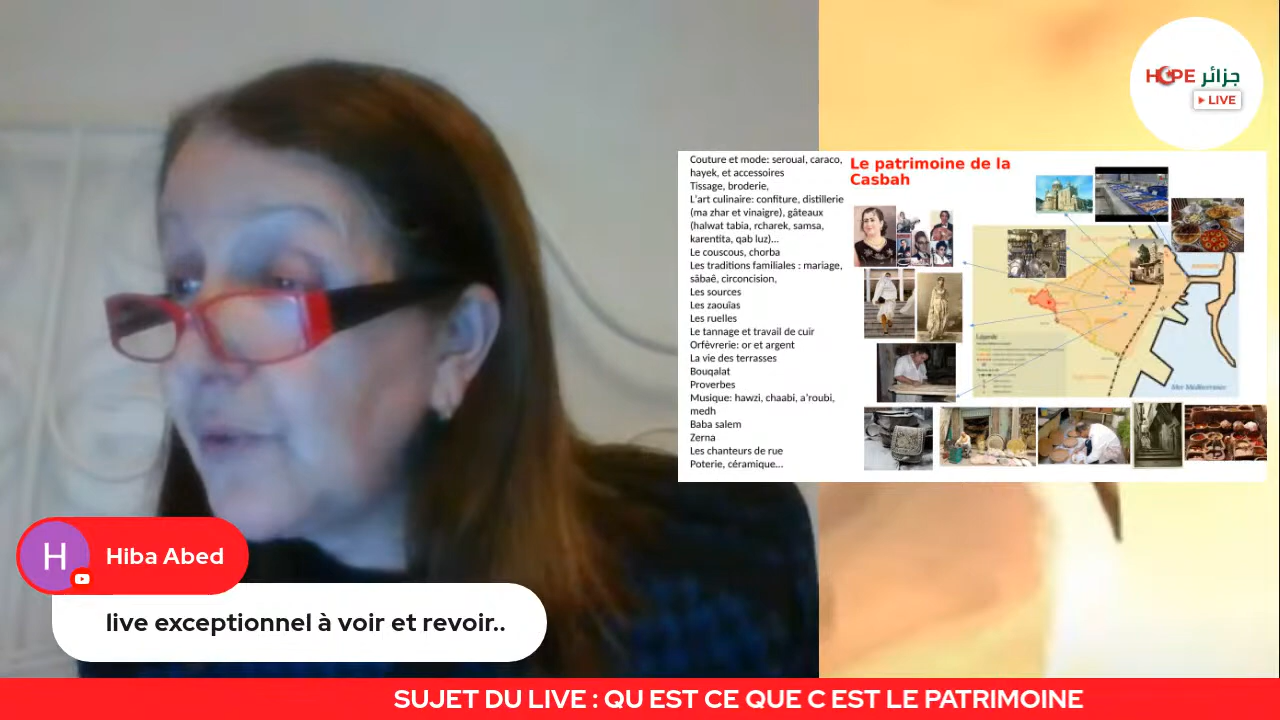 HOPE جزائر
LIVE
Couture et mode: seroual, caraco,
hayek, et accessoires
Tissage, broderie,
L'art culinaire: confiture, distillerie
(ma zhar et vinaigre), gâteaux
(halwat tabia, rcharek, samsa,
karentita, qab luz)...
Le couscous, chorba
Les traditions familiales : mariage,
sâbaê, circoncision,
Les sources
Les zaouïas
Les ruelles
Le tannage et travail de cuir
Orfèvrerie: or et argent
La vie des terrasses
Bouqalat
Proverbes
Musique: hawzi, chaabi, a'roubi,
medh
Baba salem
Zerna
Les chanteurs de rue
Poterie, céramique...
Le patrimoine de la
Casbah
Légende
Mer Méditerranée
H
Hiba Abed
live exceptionnel à voir et revoir..
SUJET DU LIVE : QU EST CE QUE C EST LE PATRIMOINE